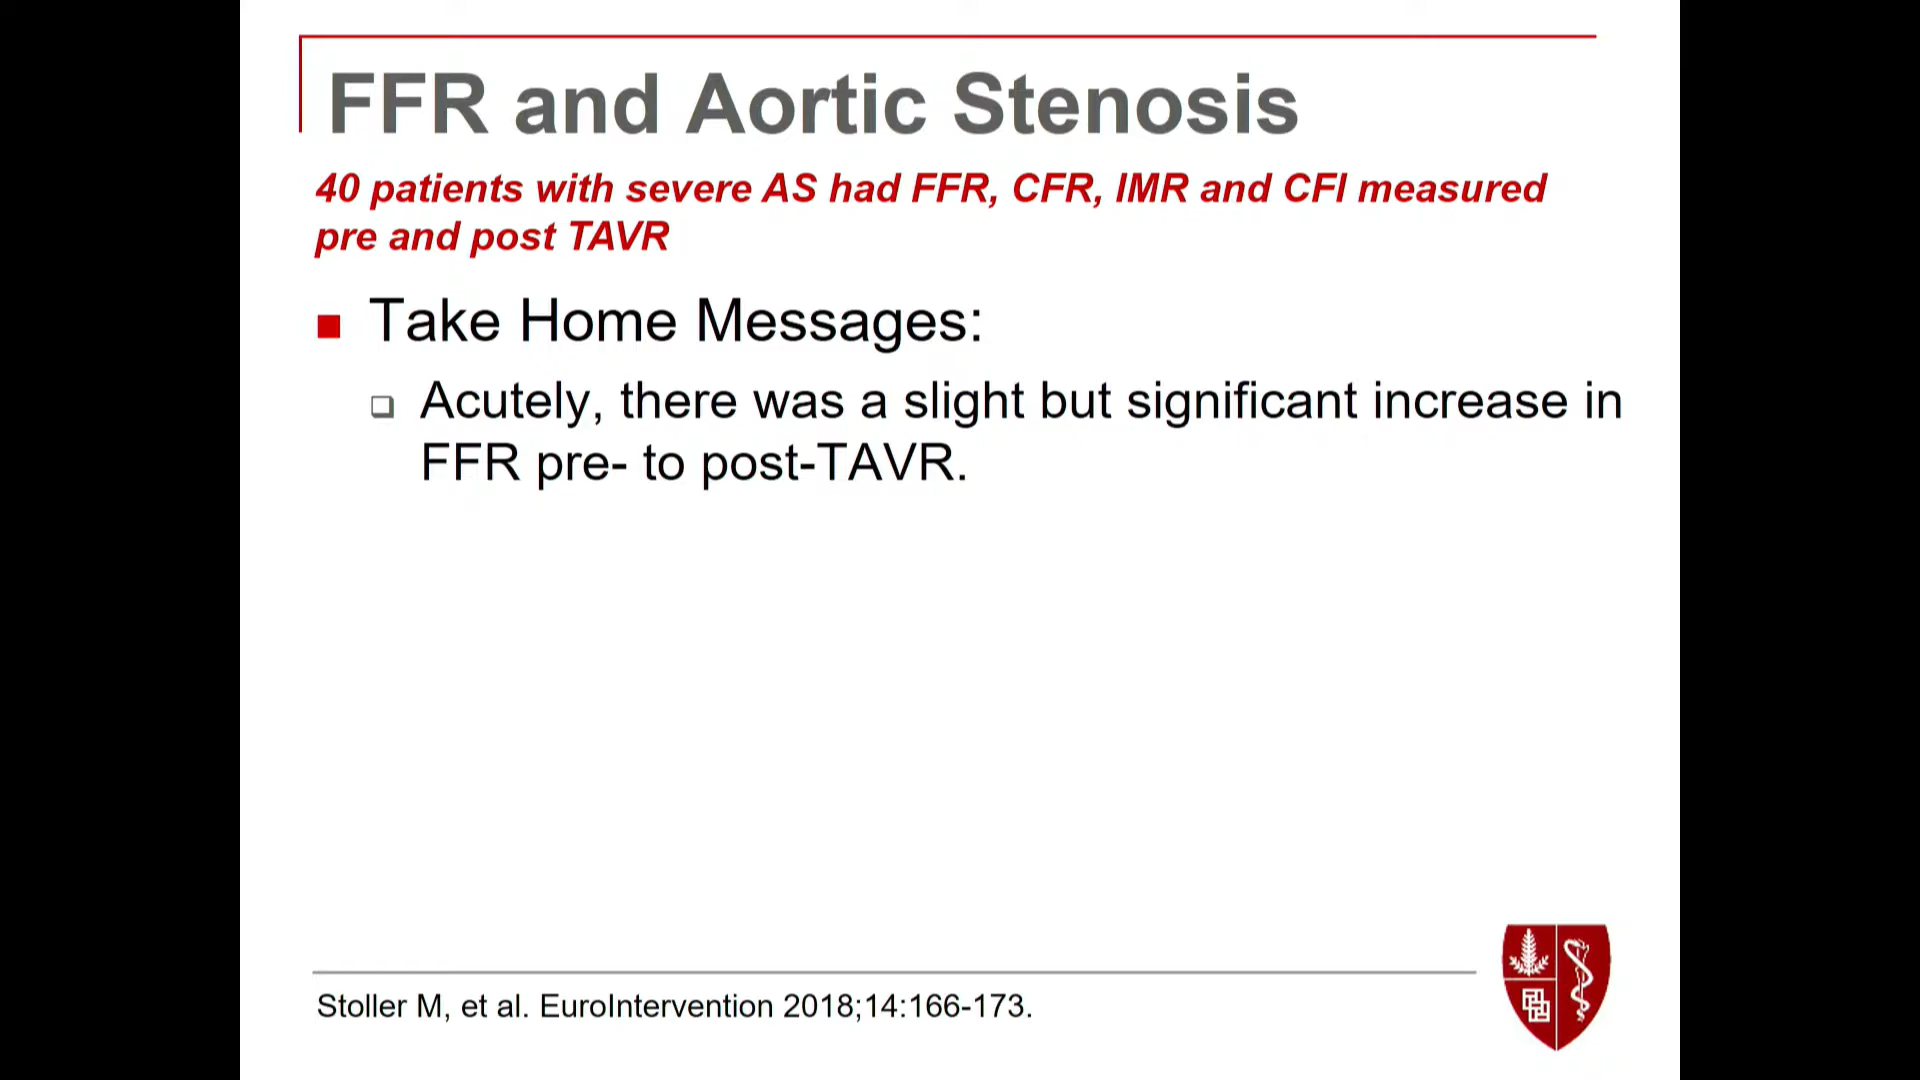 FFR and Aortic Stenosis
40 patients with severe AS had FFR, CFR, IMR and CFI measured
pre and post TAVR
Take Home Messages:
Acutely, there was a slight but significant increase in
FFR pre- to post-TAVR.
Stoller M, et al. EuroIntervention 2018;14:166-173.